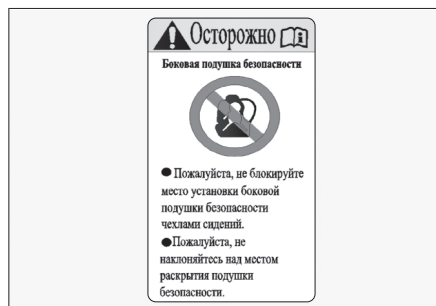 Осторожно
Боковая подушка безопасности
● Пожалуйста, не блокируйте
место установки боковой
подушки безопасности
чехлами сидений.
●Пожалуйста, не
наклоняйтесь над местом
раскрытия подушки
безопасности.